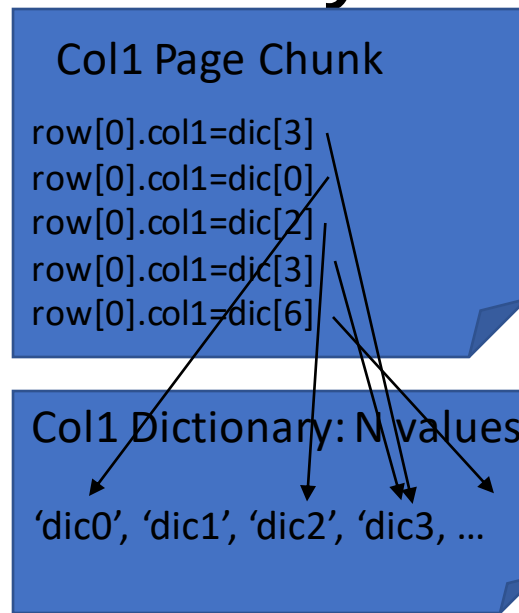 Col1 Page Chunk
row[0].col1=dic[3]
row[0].col1=dic[0]
row[0].col1=dic[2]
row[0].col1=dic[3]
row[0].col1=dic[6]
Col1 Dictionary: N values
‘dic0’, ‘dic1’, ‘dic2’, ‘dic3, …